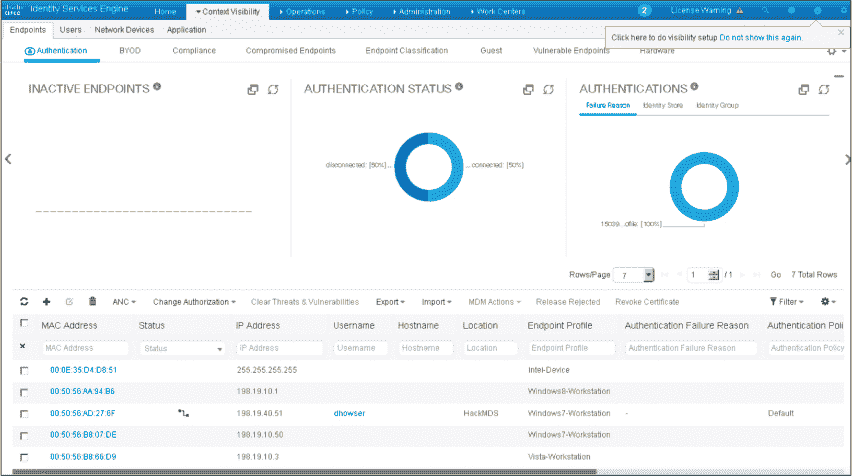 cisco Identity Services Engine Home Context Visibility Operations Policy Administration Work Centers 2 License Warning
Click here to do visibility setup Do not show this again.
Endpoints Users Network Devices Application
Authentication BYOD Compliance Compromised Endpoints Endpoint Classification Guest Vulnerable Endpoints Hardware
INACTIVE ENDPOINTS
AUTHENTICATION STATUS
disconnected: [50%]...
...connected: [50%]
AUTHENTICATIONS
Failure Reason Identity Store Identity Group
15039...ofile: [100%]
Rows/Page 7 1 / 1 Go 7 Total Rows
ANC Change Authorization Clear Threats & Vulnerabilities Export Import MDM Actions Release Rejected Revoke Certificate Filter
MAC Address Status IP Address Username Hostname Location Endpoint Profile Authentication Failure Reason Authentication Poli
MAC Address Status IP Address Username Hostname Location Endpoint Profile Authentication Failure Reason Authentication Policy
00:0E:35:D4:D8:51 255.255.255.255 Intel-Device
00:50:56:AA:94:B6 198.19.10.1 Windows8-Workstation
00:50:56:AD:27:6F 198.19.40.51 dhowser HackMDS Windows7-Workstation - Default
00:50:56:B8:07:DE 198.19.10.50 Windows7-Workstation
00:50:56:B8:66:D9 198.19.10.3 Vista-Workstation